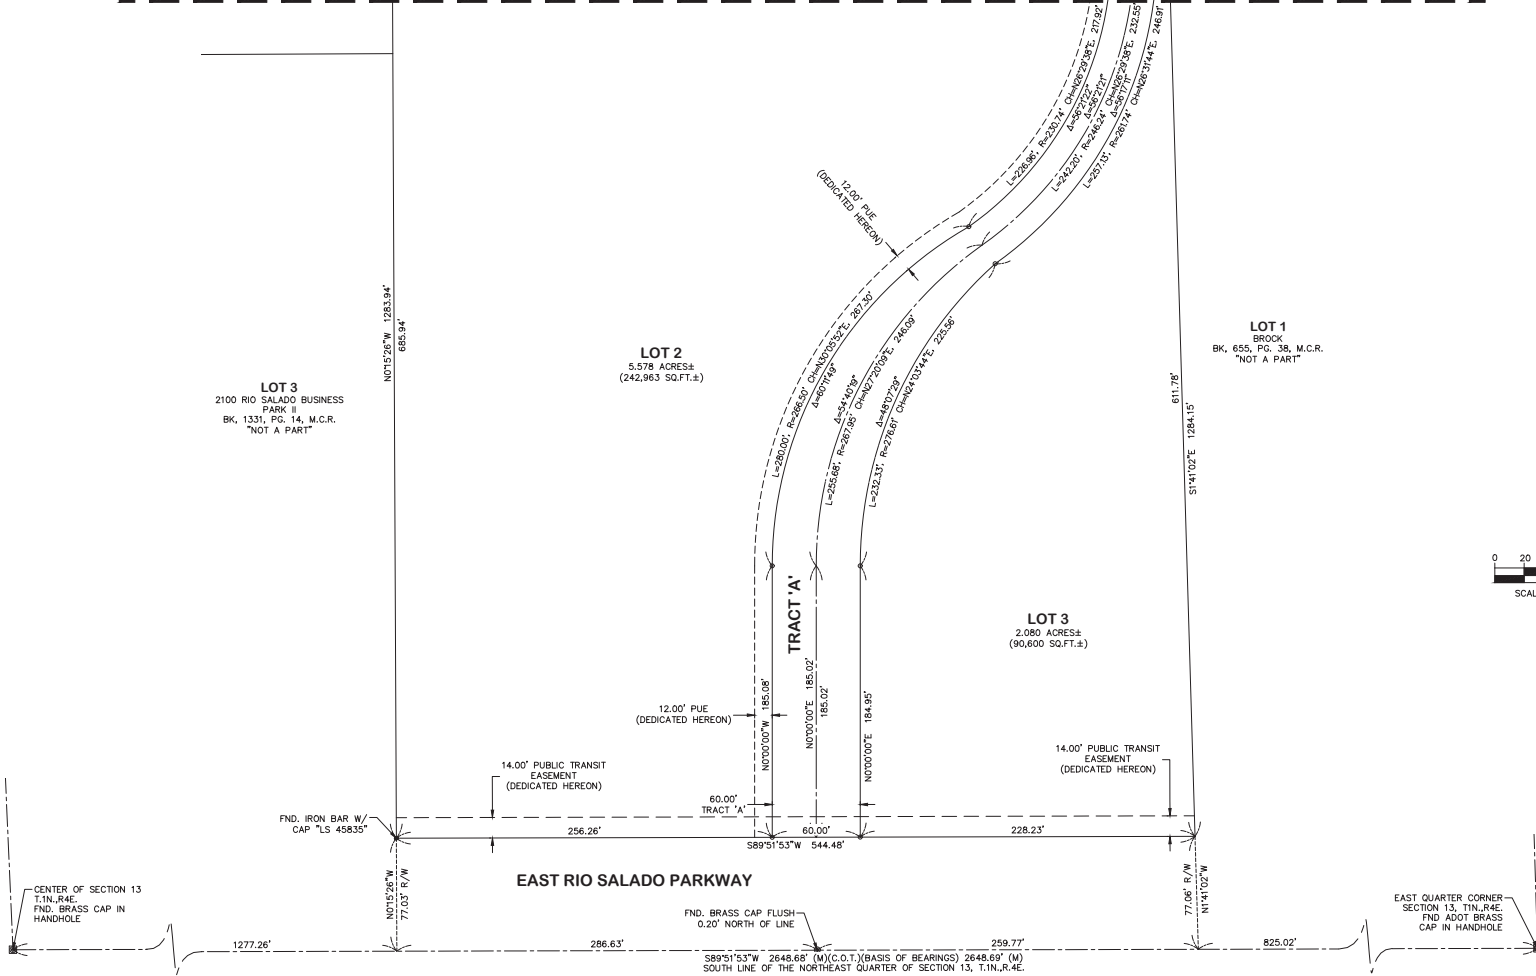 L=226.96', R=230.74' CH=N26°29'38"E, 217.92'
Δ=56°21'22"
L=242.20', R=246.24' CH=N26°29'38"E, 232.55'
Δ=56°21'21"
L=257.13', R=261.74' CH=N26°31'44"E, 246.91'
Δ=56°17'11"
12.00' PUE
(DEDICATED HEREON)
N0°15'26"W 1283.94'
685.94'
LOT 2
5.578 ACRES±
(242,963 SQ.FT.±)
LOT 3
2100 RIO SALADO BUSINESS
PARK II
BK, 1331, PG. 14, M.C.R.
"NOT A PART"
LOT 1
BROCK
BK, 655, PG. 38, M.C.R.
"NOT A PART"
L=280.00', R=266.50' CH=N30°05'52"E, 267.30'
Δ=60°11'49"
L=255.68', R=267.95' CH=N27°20'09"E, 246.09'
Δ=54°40'19"
L=232.33', R=276.61' CH=N24°03'44"E, 225.56'
Δ=48°07'29"
611.78'
S1°41'02"E 1284.15'
0 20
SCAL
TRACT 'A'
LOT 3
2.080 ACRES±
(90,600 SQ.FT.±)
12.00' PUE
(DEDICATED HEREON)
N0°00'00"W 185.08'
N0°00'00"E 185.02'
185.02'
N0°00'00"E 184.95'
14.00' PUBLIC TRANSIT
EASEMENT
(DEDICATED HEREON)
14.00' PUBLIC TRANSIT
EASEMENT
(DEDICATED HEREON)
60.00'
TRACT 'A'
FND. IRON BAR W/
CAP "LS 45835"
256.26'
60.00'
228.23'
S89°51'53"W 544.48'
EAST RIO SALADO PARKWAY
N0°15'26"W
77.03' R/W
77.06' R/W
N1°41'02"W
CENTER OF SECTION 13
T.1N.,R4E.
FND. BRASS CAP IN
HANDHOLE
FND. BRASS CAP FLUSH
0.20' NORTH OF LINE
EAST QUARTER CORNER
SECTION 13, T1N.,R4E.
FND ADOT BRASS
CAP IN HANDHOLE
1277.26'
286.63'
259.77'
825.02'
S89°51'53"W 2648.68' (M)(C.O.T.)(BASIS OF BEARINGS) 2648.69' (M)
SOUTH LINE OF THE NORTHEAST QUARTER OF SECTION 13, T.1N.,R.4E.